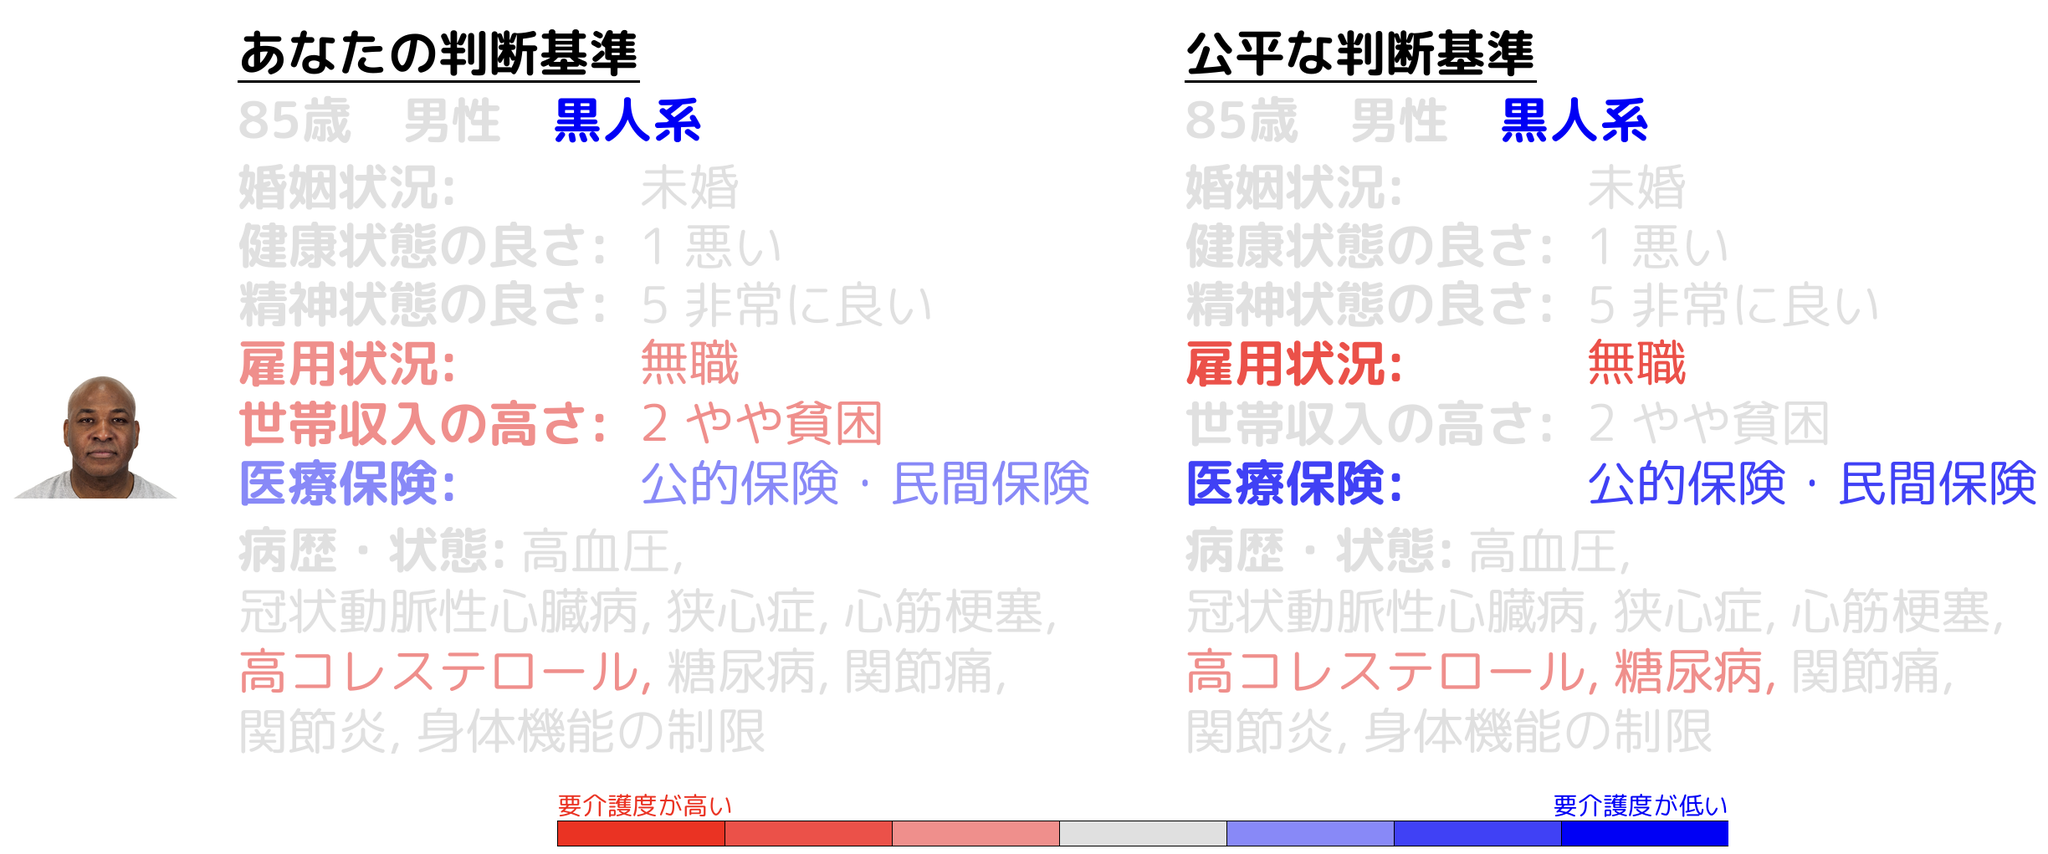 あなたの判断基準
85歳 男性 黒人系
婚姻状況: 未婚
健康状態の良さ: 1 悪い
精神状態の良さ: 5 非常に良い
雇用状況: 無職
世帯収入の高さ: 2 やや貧困
医療保険: 公的保険・民間保険
病歴・状態: 高血圧,
冠状動脈性心臓病, 狭心症, 心筋梗塞,
高コレステロール, 糖尿病, 関節痛,
関節炎, 身体機能の制限
公平な判断基準
85歳 男性 黒人系
婚姻状況: 未婚
健康状態の良さ: 1 悪い
精神状態の良さ: 5 非常に良い
雇用状況: 無職
世帯収入の高さ: 2 やや貧困
医療保険: 公的保険・民間保険
病歴・状態: 高血圧,
冠状動脈性心臓病, 狭心症, 心筋梗塞,
高コレステロール, 糖尿病, 関節痛,
関節炎, 身体機能の制限
要介護度が高い
要介護度が低い